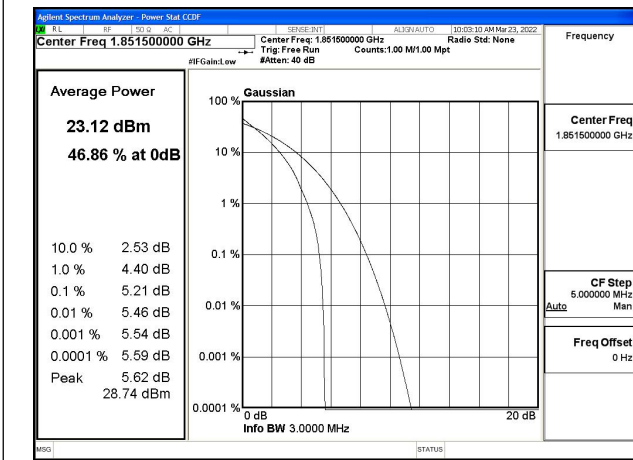 Agilent Spectrum Analyzer - Power Stat CCDF
RL RF 50 Ω AC SENSE:INT ALIGN AUTO 10:03:10 AM Mar 23, 2022
Center Freq 1.851500000 GHz
Center Freq: 1.851500000 GHz Radio Std: None
Trig: Free Run Counts:1.00 M/1.00 Mpt
#IFGain:Low #Atten: 40 dB
Frequency
Average Power
23.12 dBm
46.86 % at 0dB
10.0 % 2.53 dB
1.0 % 4.40 dB
0.1 % 5.21 dB
0.01 % 5.46 dB
0.001 % 5.54 dB
0.0001 % 5.59 dB
Peak 5.62 dB
28.74 dBm
Gaussian
100 %
10 %
1 %
0.1 %
0.01 %
0.001 %
0.0001 %
0 dB 20 dB
Info BW 3.0000 MHz
Center Freq
1.851500000 GHz
CF Step
5.000000 MHz
Auto Man
Freq Offset
0 Hz
MSG STATUS